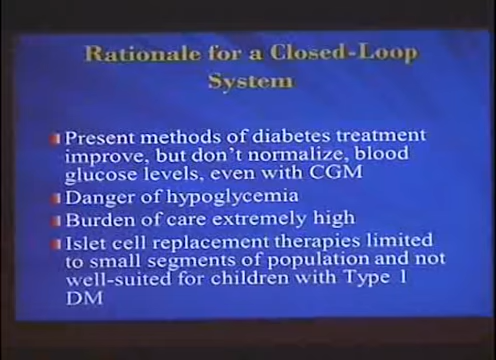 Rationale for a Closed-Loop
System
Present methods of diabetes treatment
improve, but don't normalize, blood
glucose levels, even with CGM
Danger of hypoglycemia
Burden of care extremely high
Islet cell replacement therapies limited
to small segments of population and not
well-suited for children with Type 1
DM